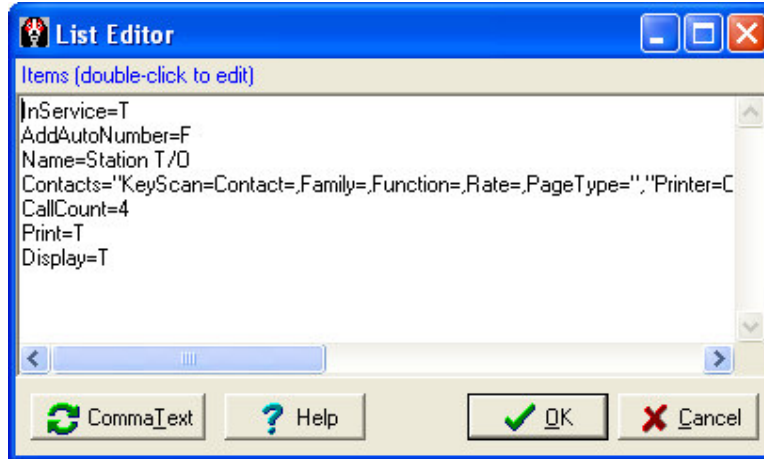 List Editor
Items (double-click to edit)
InService=T
AddAutoNumber=F
Name=Station T/O
Contacts="KeyScan=Contact=,Family=,Function=,Rate=,PageType=","Printer=C
CallCount=4
Print=T
Display=T
CommaText
Help
OK
Cancel